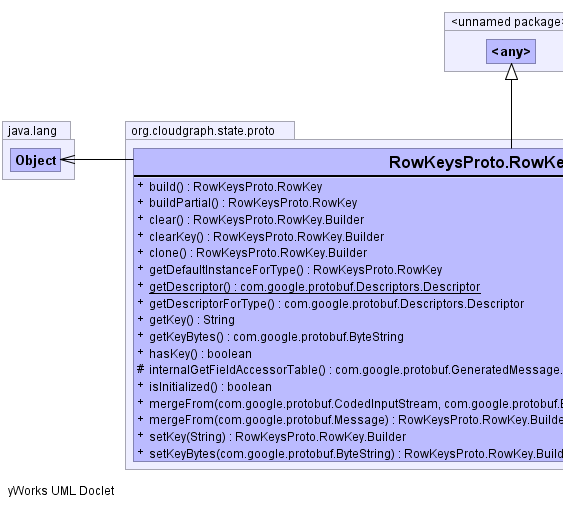 <unnamed package>
<any>
java.lang
Object
org.cloudgraph.state.proto
RowKeysProto.RowKe
+ build() : RowKeysProto.RowKey
+ buildPartial() : RowKeysProto.RowKey
+ clear() : RowKeysProto.RowKey.Builder
+ clearKey() : RowKeysProto.RowKey.Builder
+ clone() : RowKeysProto.RowKey.Builder
+ getDefaultInstanceForType() : RowKeysProto.RowKey
+ getDescriptor() : com.google.protobuf.Descriptors.Descriptor
+ getDescriptorForType() : com.google.protobuf.Descriptors.Descriptor
+ getKey() : String
+ getKeyBytes() : com.google.protobuf.ByteString
+ hasKey() : boolean
# internalGetFieldAccessorTable() : com.google.protobuf.GeneratedMessage.
+ isInitialized() : boolean
+ mergeFrom(com.google.protobuf.CodedInputStream, com.google.protobuf.E
+ mergeFrom(com.google.protobuf.Message) : RowKeysProto.RowKey.Builde
+ setKey(String) : RowKeysProto.RowKey.Builder
+ setKeyBytes(com.google.protobuf.ByteString) : RowKeysProto.RowKey.Build
yWorks UML Doclet